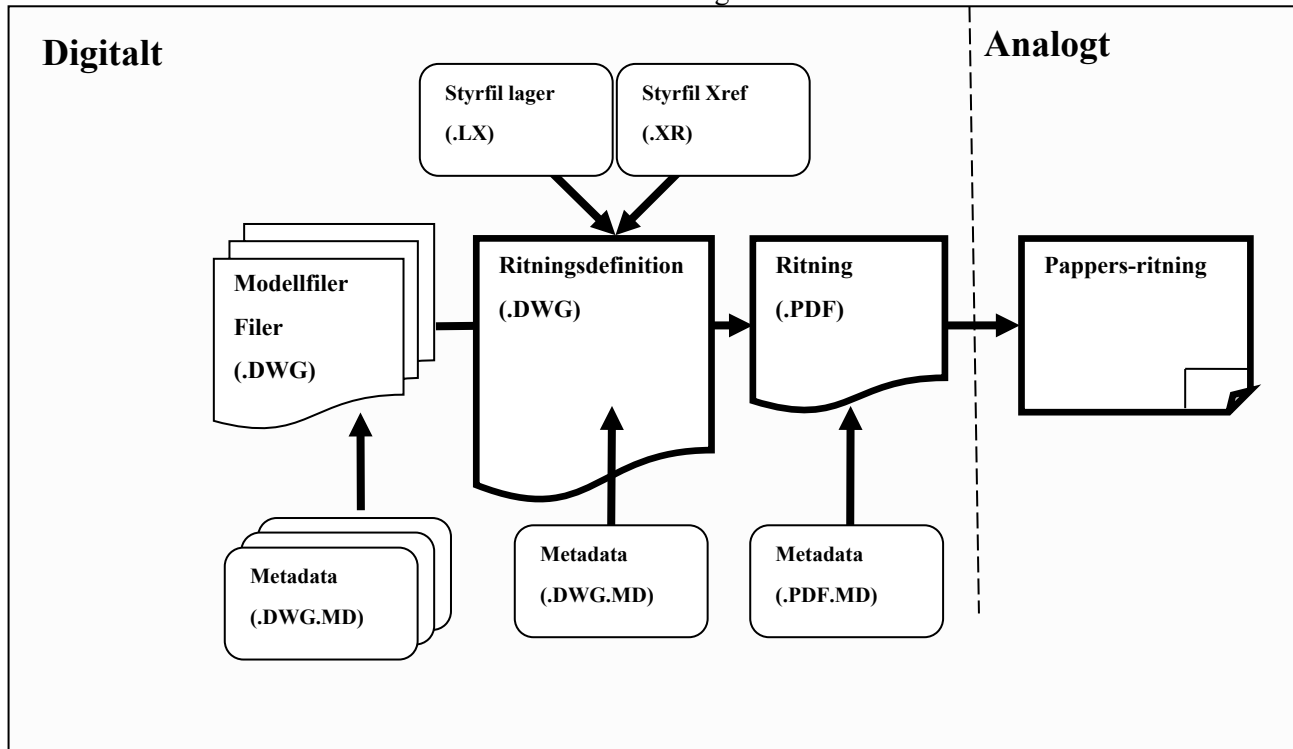 Digitalt
Analogt
Styrfil lager
(.LX)
Styrfil Xref
(.XR)
Modellfiler
Filer
(.DWG)
Ritningsdefinition
(.DWG)
Ritning
(.PDF)
Pappers-ritning
Metadata
(.DWG.MD)
Metadata
(.DWG.MD)
Metadata
(.PDF.MD)